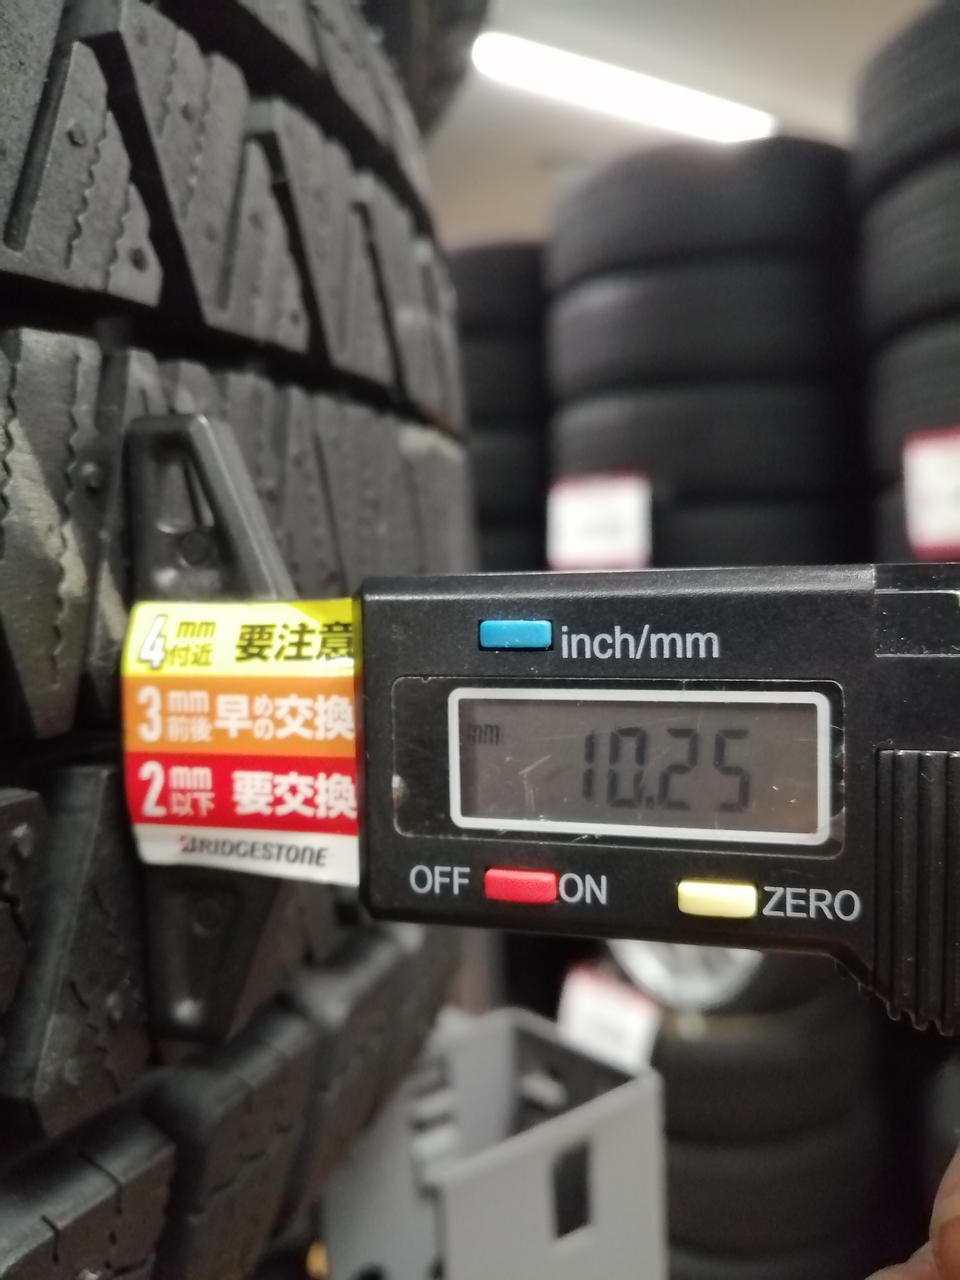 4mm付近 要注意
3mm前後 早めの交換
2mm以下 要交換
BRIDGESTONE
inch/mm
mm 10.25
OFF ON ZERO